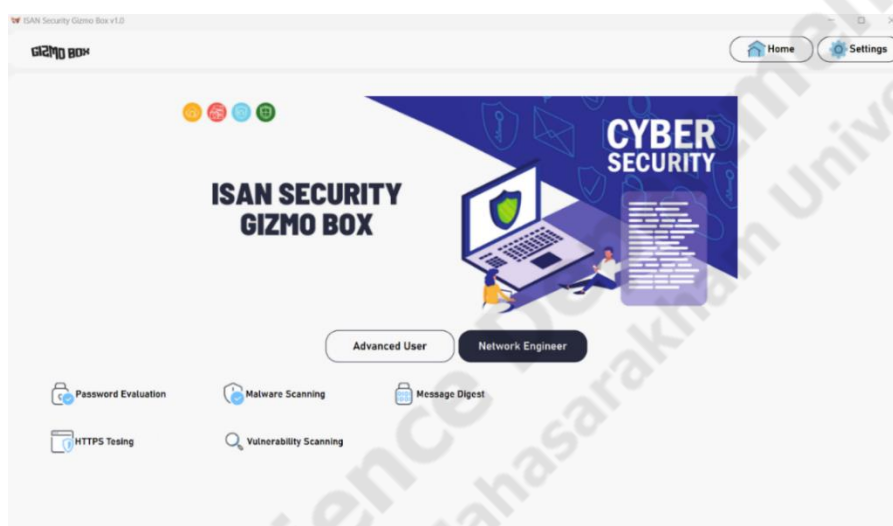 ISAN Security Gizmo Box v1.0
GIZMO BOX
Home
Settings
ISAN SECURITY
GIZMO BOX
CYBER
SECURITY
Advanced User
Network Engineer
Password Evaluation
Malware Scanning
Message Digest
HTTPS Tesing
Vulnerability Scanning